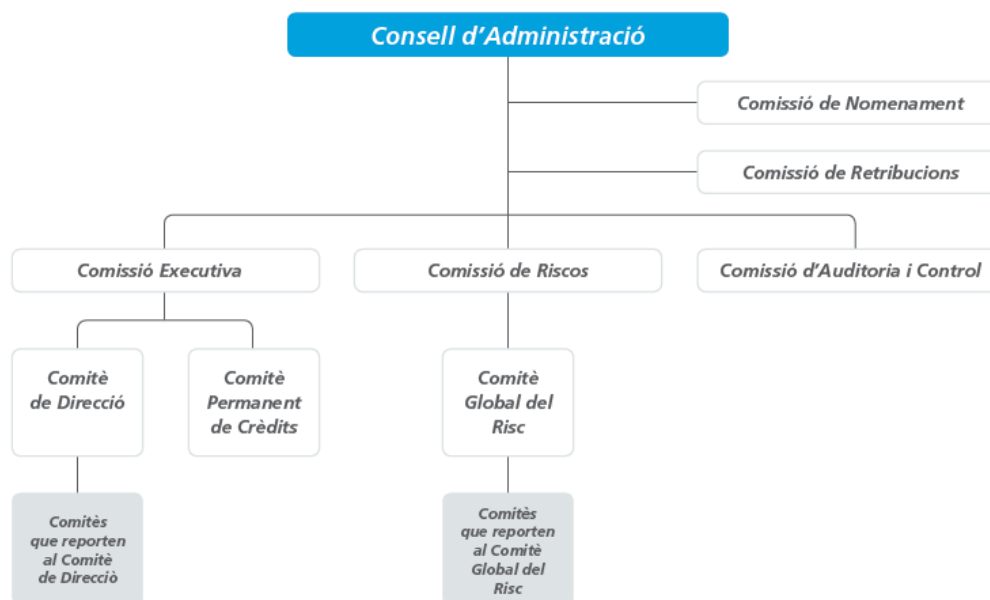 Consell d'Administració
Comissió de Nomenament
Comissió de Retribucions
Comissió Executiva
Comissió de Riscos
Comissió d'Auditoria i Control
Comitè
de Direcció
Comitè
Permanent
de Crèdits
Comitè
Global del
Risc
Comitès
que reporten
al Comitè
de Direcciò
Comitès
que reporten
al Comitè
Global del
Risc